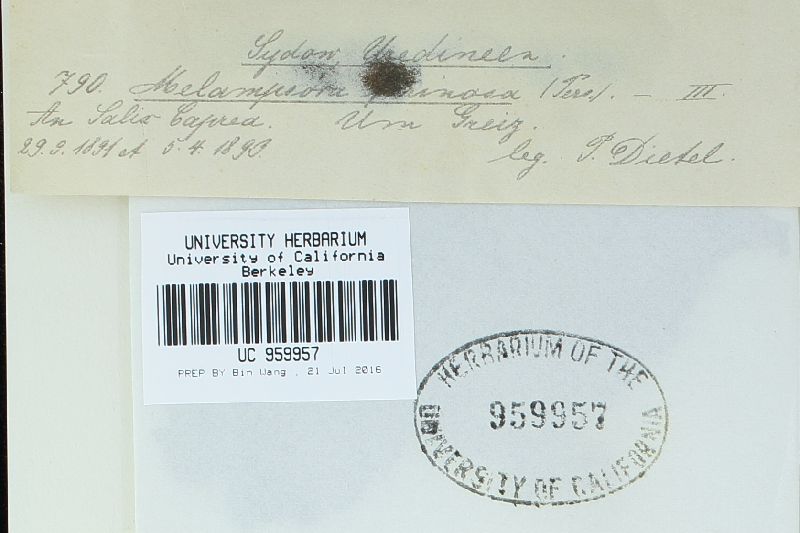 Sydow, Uredineen.
790. Melampsora farinosa (Pers.). — III.
An Salix Caprea. Um Greiz.
29.9.1891 et 5.4.1893. leg. P. Dietel.
UNIVERSITY HERBARIUM
University of California
Berkeley
UC 959957
PREP BY Bin Wang , 21 Jul 2016
HERBARIUM OF THE
959957
UNIVERSITY OF CALIFORNIA